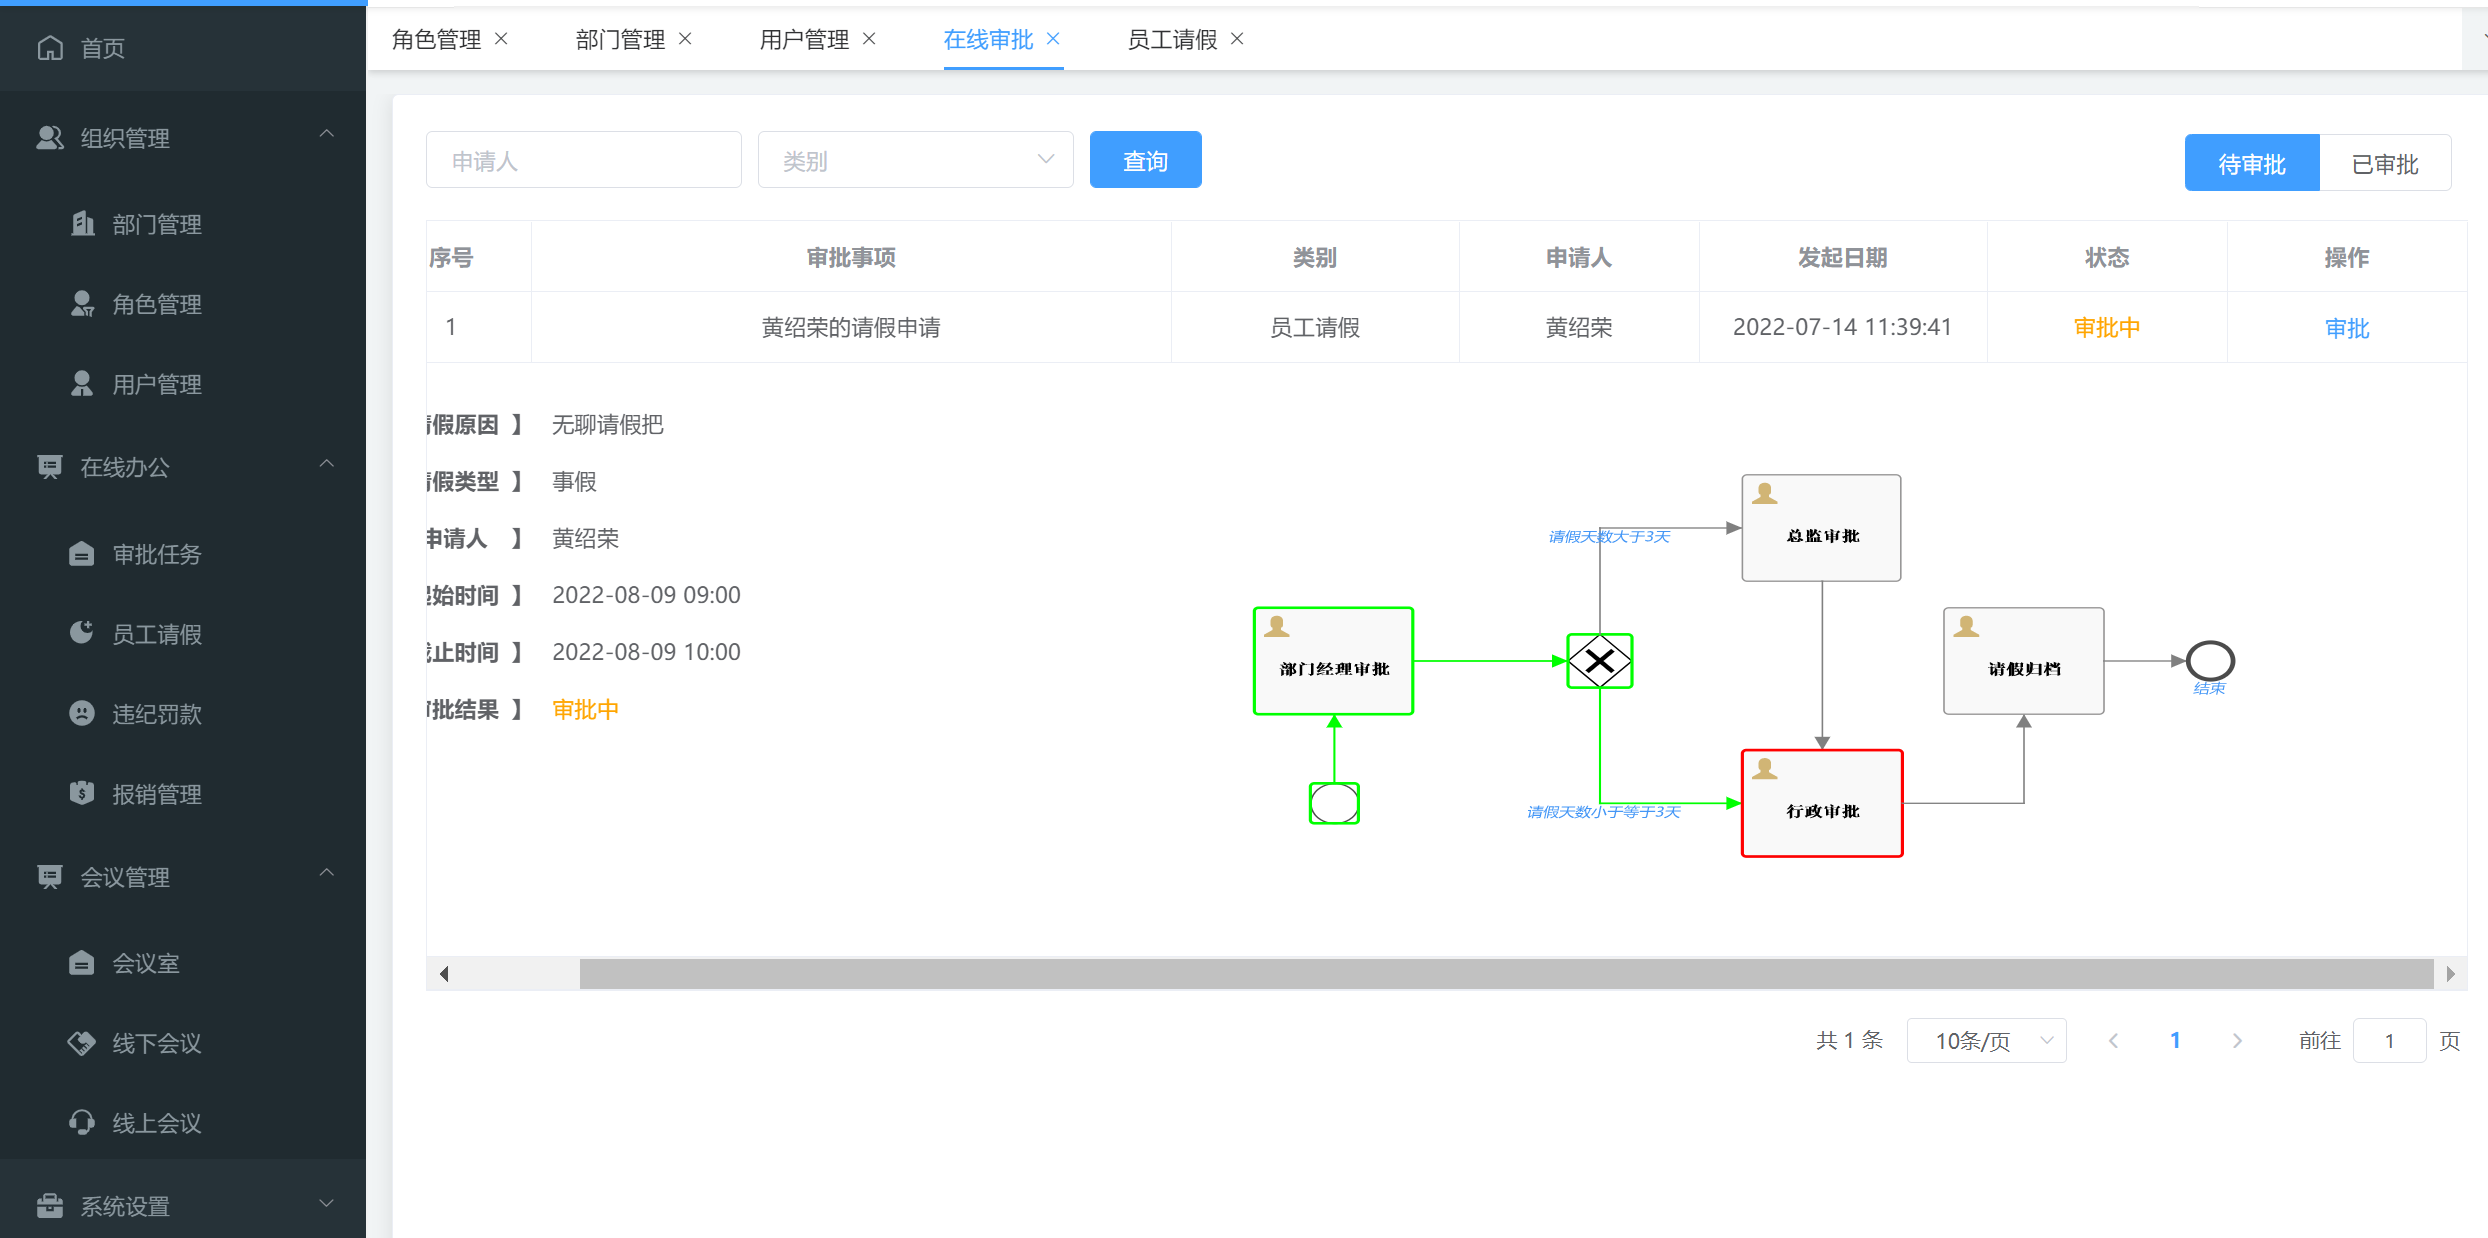 首页
组织管理
部门管理
角色管理
用户管理
在线办公
审批任务
员工请假
违纪罚款
报销管理
会议管理
会议室
线下会议
线上会议
系统设置
角色管理 部门管理 用户管理 在线审批 员工请假
申请人 类别 查询 待审批 已审批
序号 审批事项 类别 申请人 发起日期 状态 操作
1 黄绍荣的请假申请 员工请假 黄绍荣 2022-07-14 11:39:41 审批中 审批
请假原因 】 无聊请假把
请假类型 】 事假
申请人 】 黄绍荣
起始时间 】 2022-08-09 09:00
截止时间 】 2022-08-09 10:00
审批结果 】 审批中
请假天数大于3天
总监审批
部门经理审批
请假归档
结束
请假天数小于等于3天
行政审批
共 1 条 10条/页 1 前往 1 页